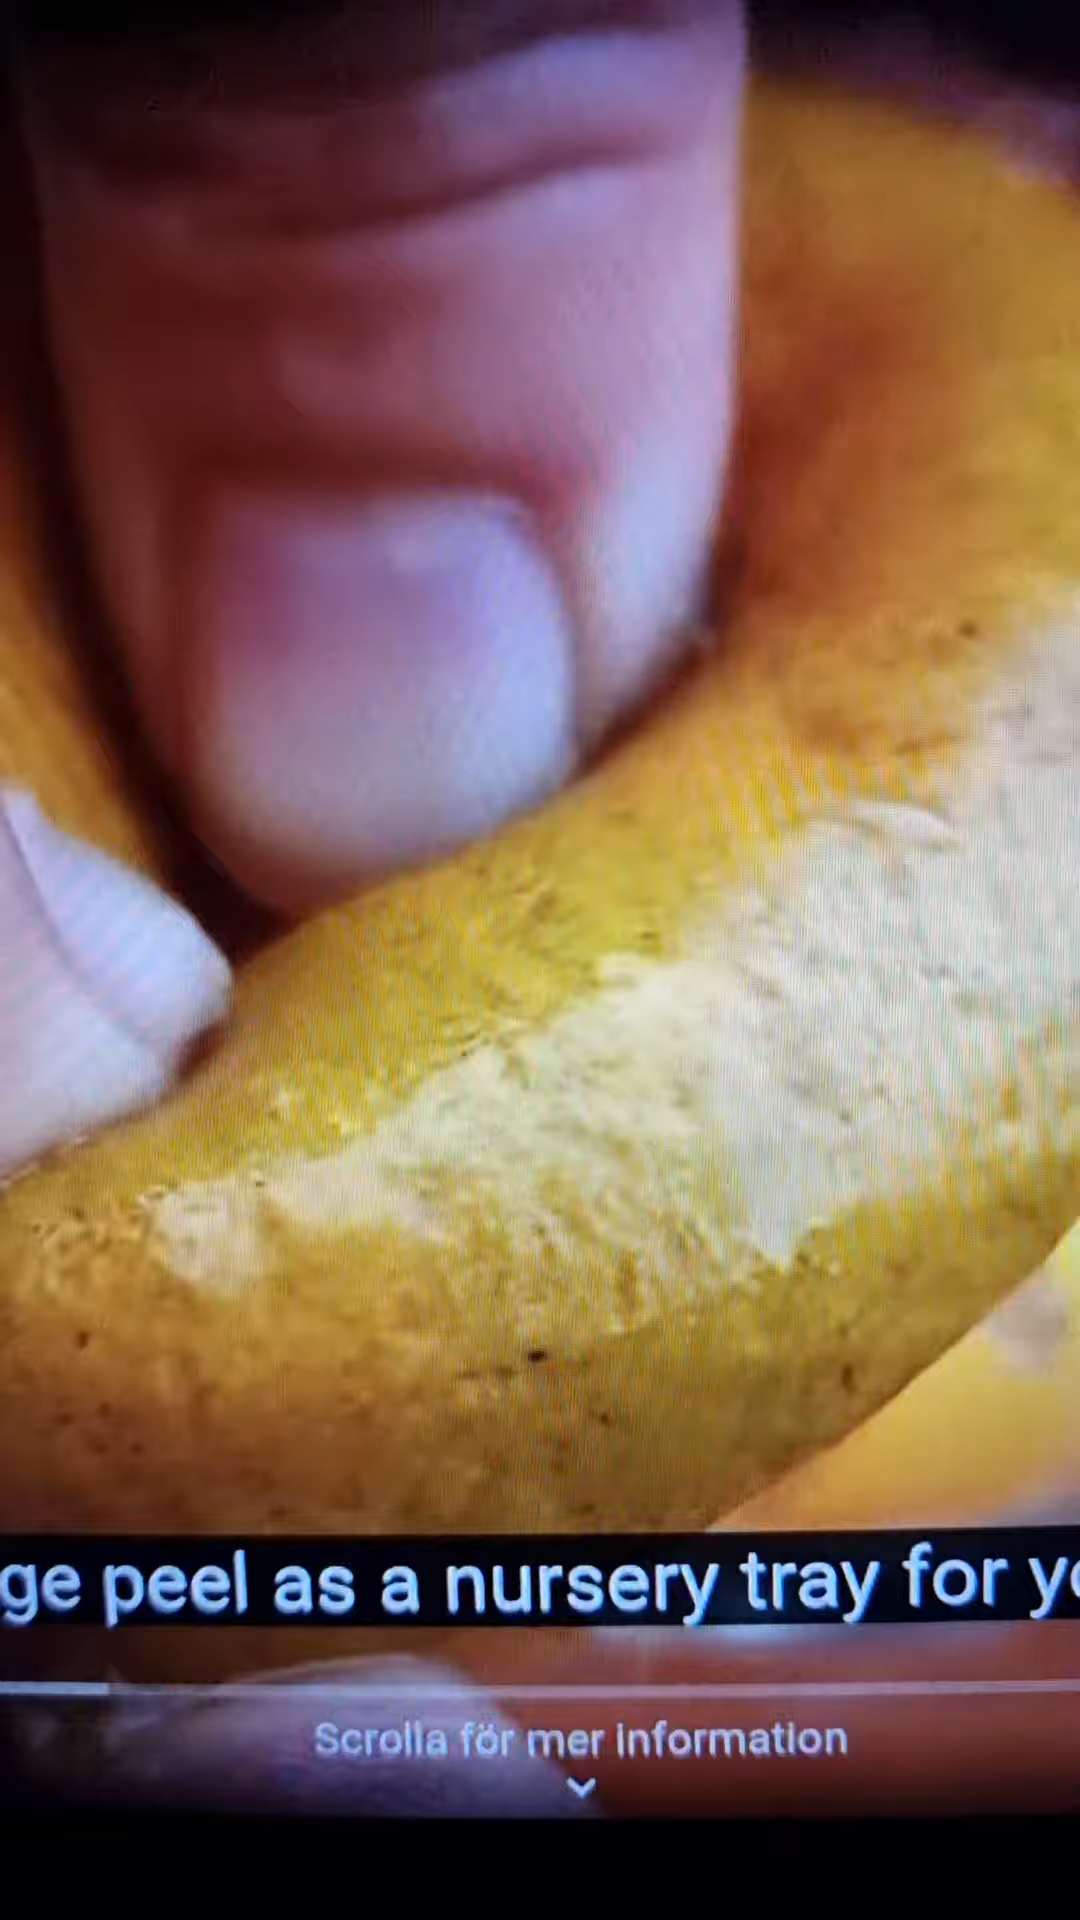 ge peel as a nursery tray for
Scrolla för mer information